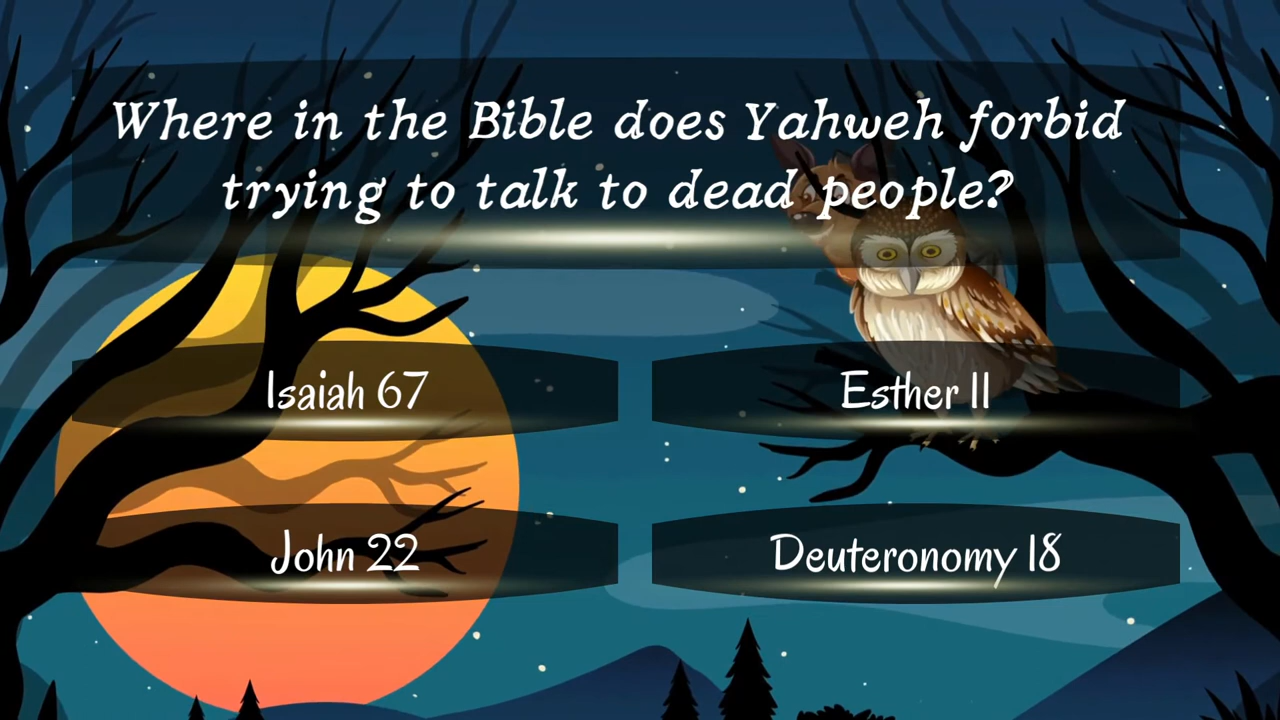 Where in the Bible does Yahweh forbid
trying to talk to dead people?
Isaiah 67
Esther 11
John 22
Deuteronomy 18